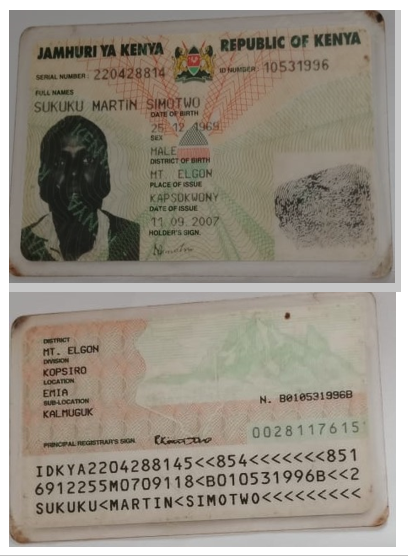 JAMHURI YA KENYA
REPUBLIC OF KENYA
SERIAL NUMBER: 220428814
ID NUMBER: 10531996
FULL NAMES
SUKUKU MARTIN SIMOTWO
DATE OF BIRTH
25. 12. 1969
SEX
MALE
DISTRICT OF BIRTH
MT. ELGON
PLACE OF ISSUE
KAPSOKWONY
DATE OF ISSUE
11.09.2007
HOLDER'S SIGN.
KENYA
DISTRICT
MT. ELGON
DIVISION
KOPSIRO
LOCATION
EMIA
SUB-LOCATION
KALMUGUK
N. B010531996B
PRINCIPAL REGISTRAR'S SIGN.
0028117615
IDKYA2204288145<<854<<<<<<<851
6912255M0709118<B010531996B<<2
SUKUKU<MARTIN<SIMOTWO<<<<<<<<<